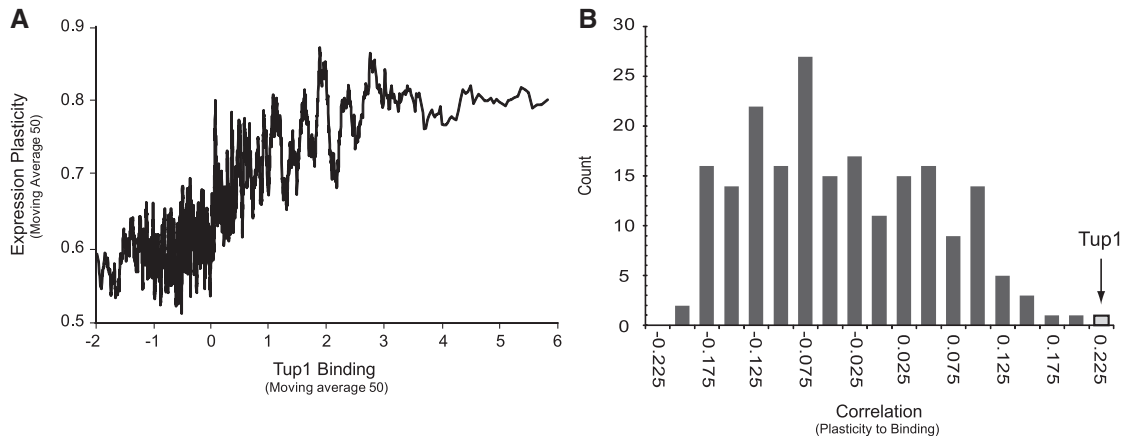 A
Expression Plasticity
(Moving Average 50)
0.9
0.8
0.7
0.6
0.5
-2 -1 0 1 2 3 4 5 6
Tup1 Binding
(Moving average 50)
B
Count
30
25
20
15
10
5
0
Tup1
-0.225 -0.175 -0.125 -0.075 -0.025 0.025 0.075 0.125 0.175 0.225
Correlation
(Plasticity to Binding)